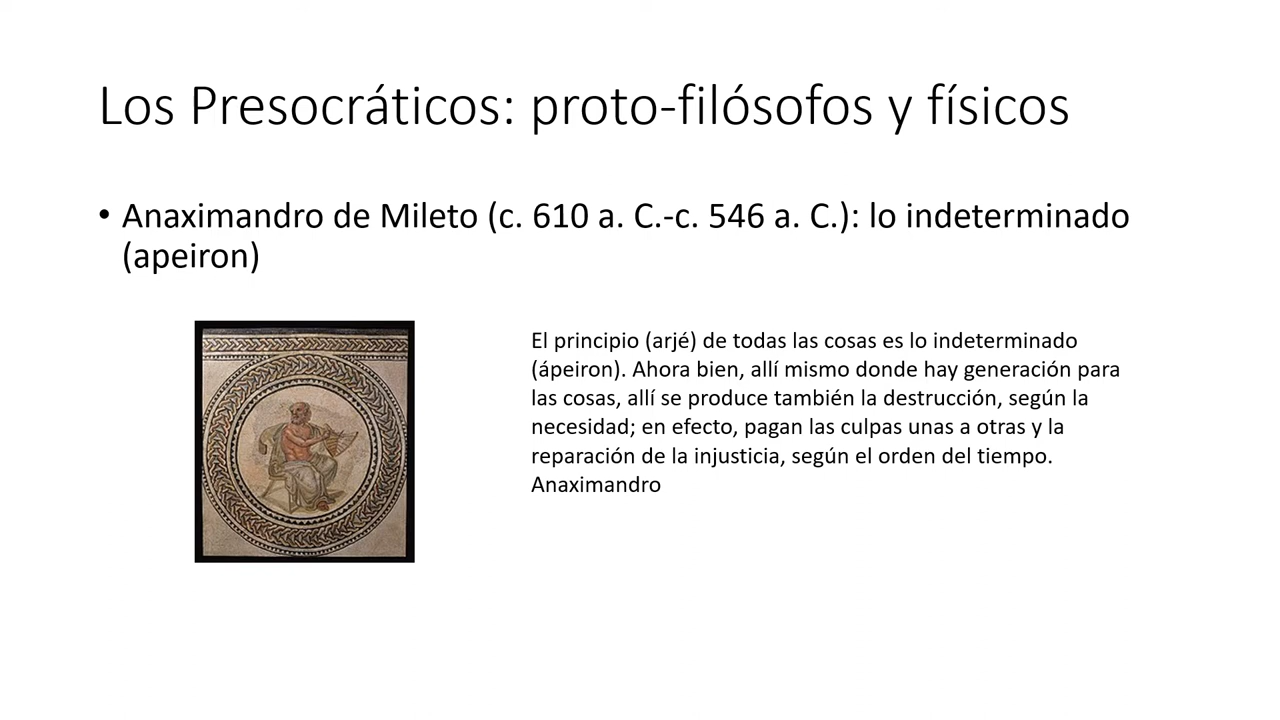 Los Presocráticos: proto-filósofos y físicos
• Anaximandro de Mileto (c. 610 a. C.-c. 546 a. C.): lo indeterminado
(apeiron)
El principio (arjé) de todas las cosas es lo indeterminado
(ápeiron). Ahora bien, allí mismo donde hay generación para
las cosas, allí se produce también la destrucción, según la
necesidad; en efecto, pagan las culpas unas a otras y la
reparación de la injusticia, según el orden del tiempo.
Anaximandro